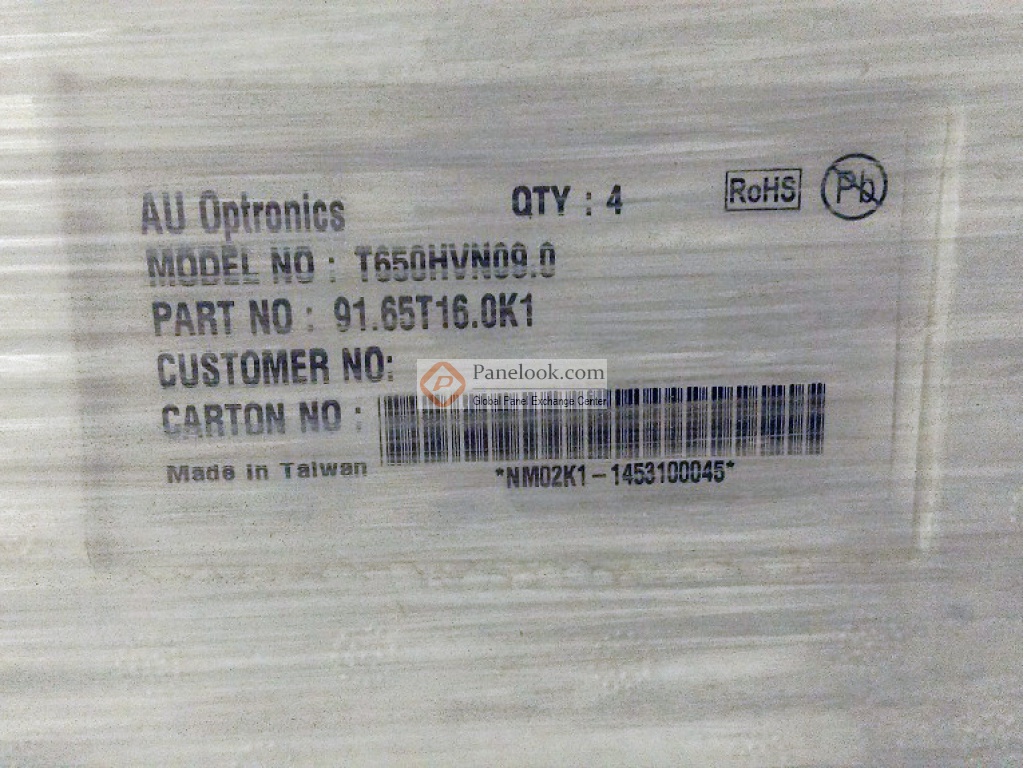 AU Optronics QTY : 4 RoHS Pb
MODEL NO : T650HVN09.0
PART NO : 91.65T16.0K1
CUSTOMER NO:
Panelook.com
Global Panel Exchange Center
CARTON NO :
Made in Taiwan *NM02K1-1453100045*